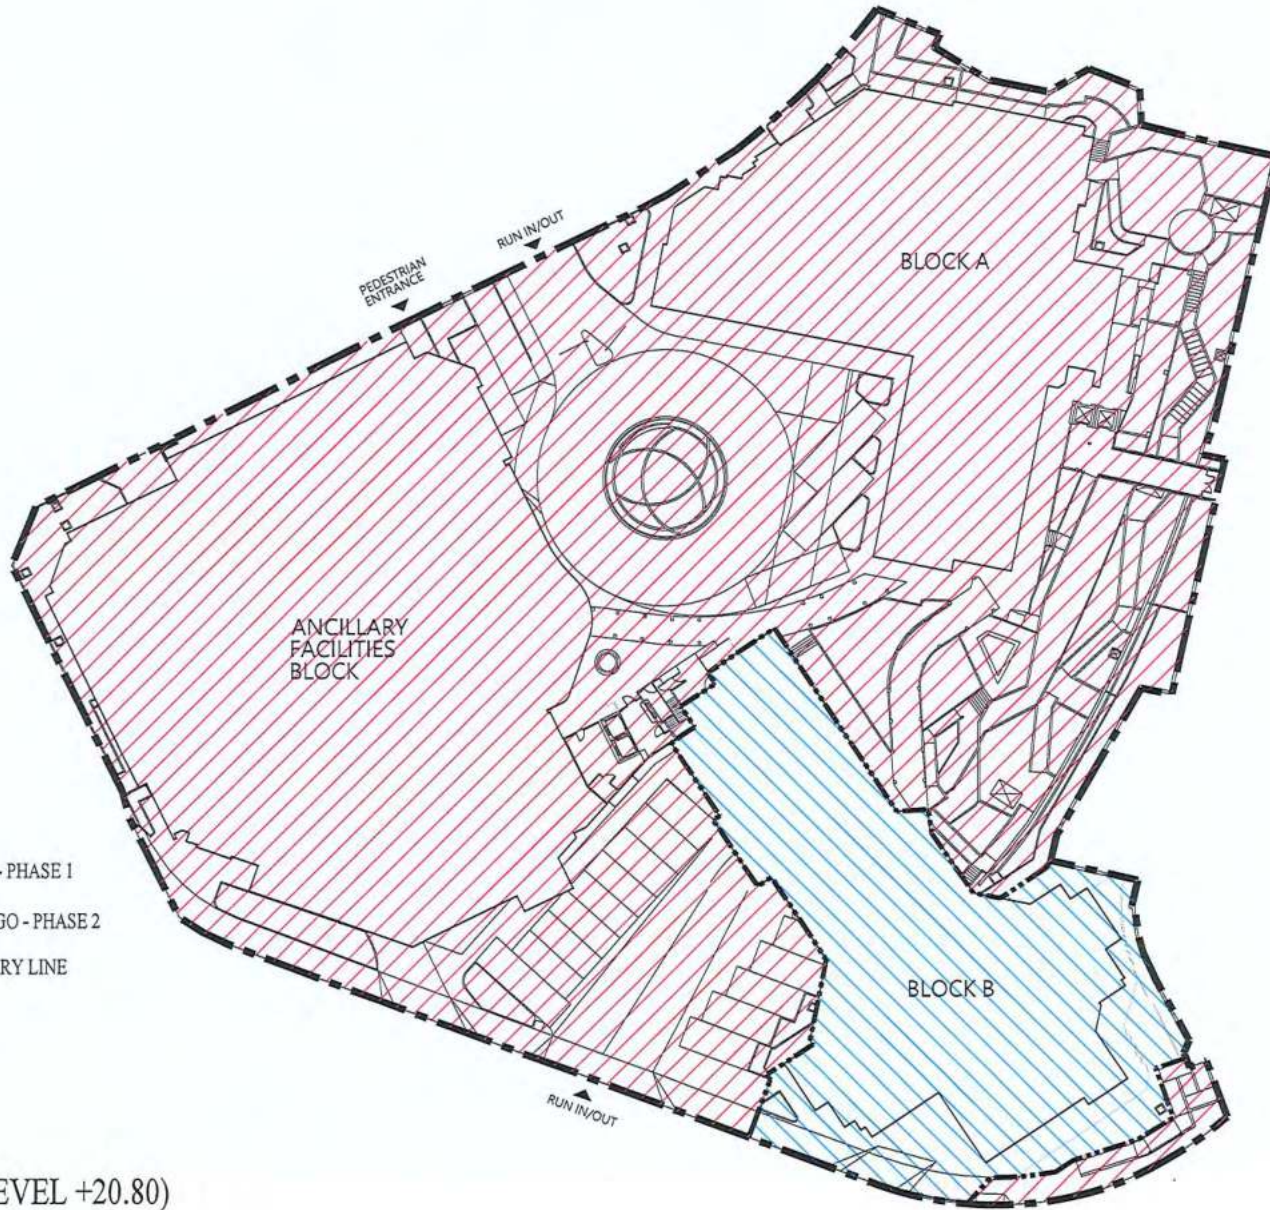 RUN IN/OUT
PEDESTRIAN
ENTRANCE
BLOCK A
ANCILLARY
FACILITIES
BLOCK
- PHASE 1
GO - PHASE 2
RY LINE
BLOCK B
RUN IN/OUT
EVEL +20.80)